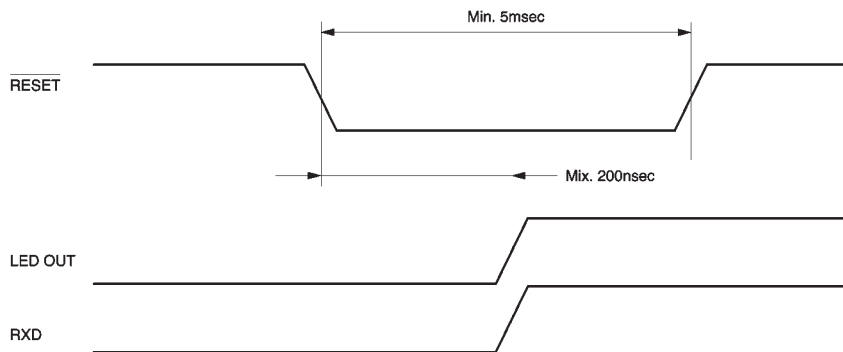 Min. 5msec
RESET
Mix. 200nsec
LED OUT
RXD